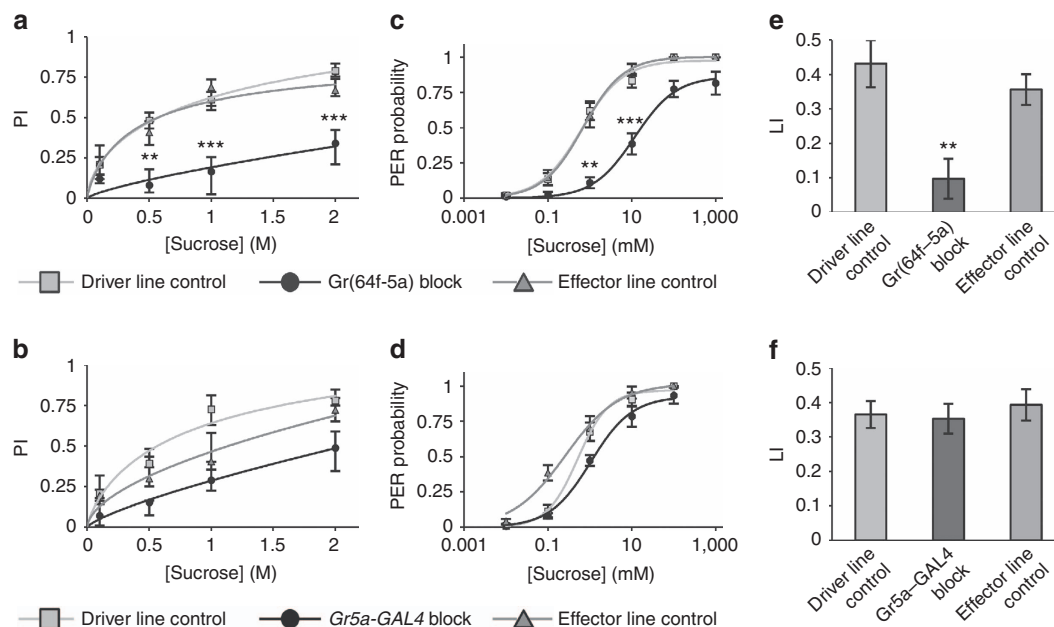 a
1
0.75
0.5
0.25
0
PI
**
***
***
0 0.5 1 1.5 2
[Sucrose] (M)
c
1
0.75
0.5
0.25
0
PER probability
**
***
0.001 0.1 10 1,000
[Sucrose] (mM)
e
0.5
0.4
0.3
0.2
0.1
0
LI
**
Driver line
control
Gr(64f–5a)
block
Effector line
control
Driver line control Gr(64f-5a) block Effector line control
b
1
0.75
0.5
0.25
0
PI
0 0.5 1 1.5 2
[Sucrose] (M)
d
1
0.75
0.5
0.25
0
PER probability
0.001 0.1 10 1,000
[Sucrose] (mM)
f
0.5
0.4
0.3
0.2
0.1
0
LI
Driver line
control
Gr5a–GAL4
block
Effector line
control
Driver line control Gr5a-GAL4 block Effector line control